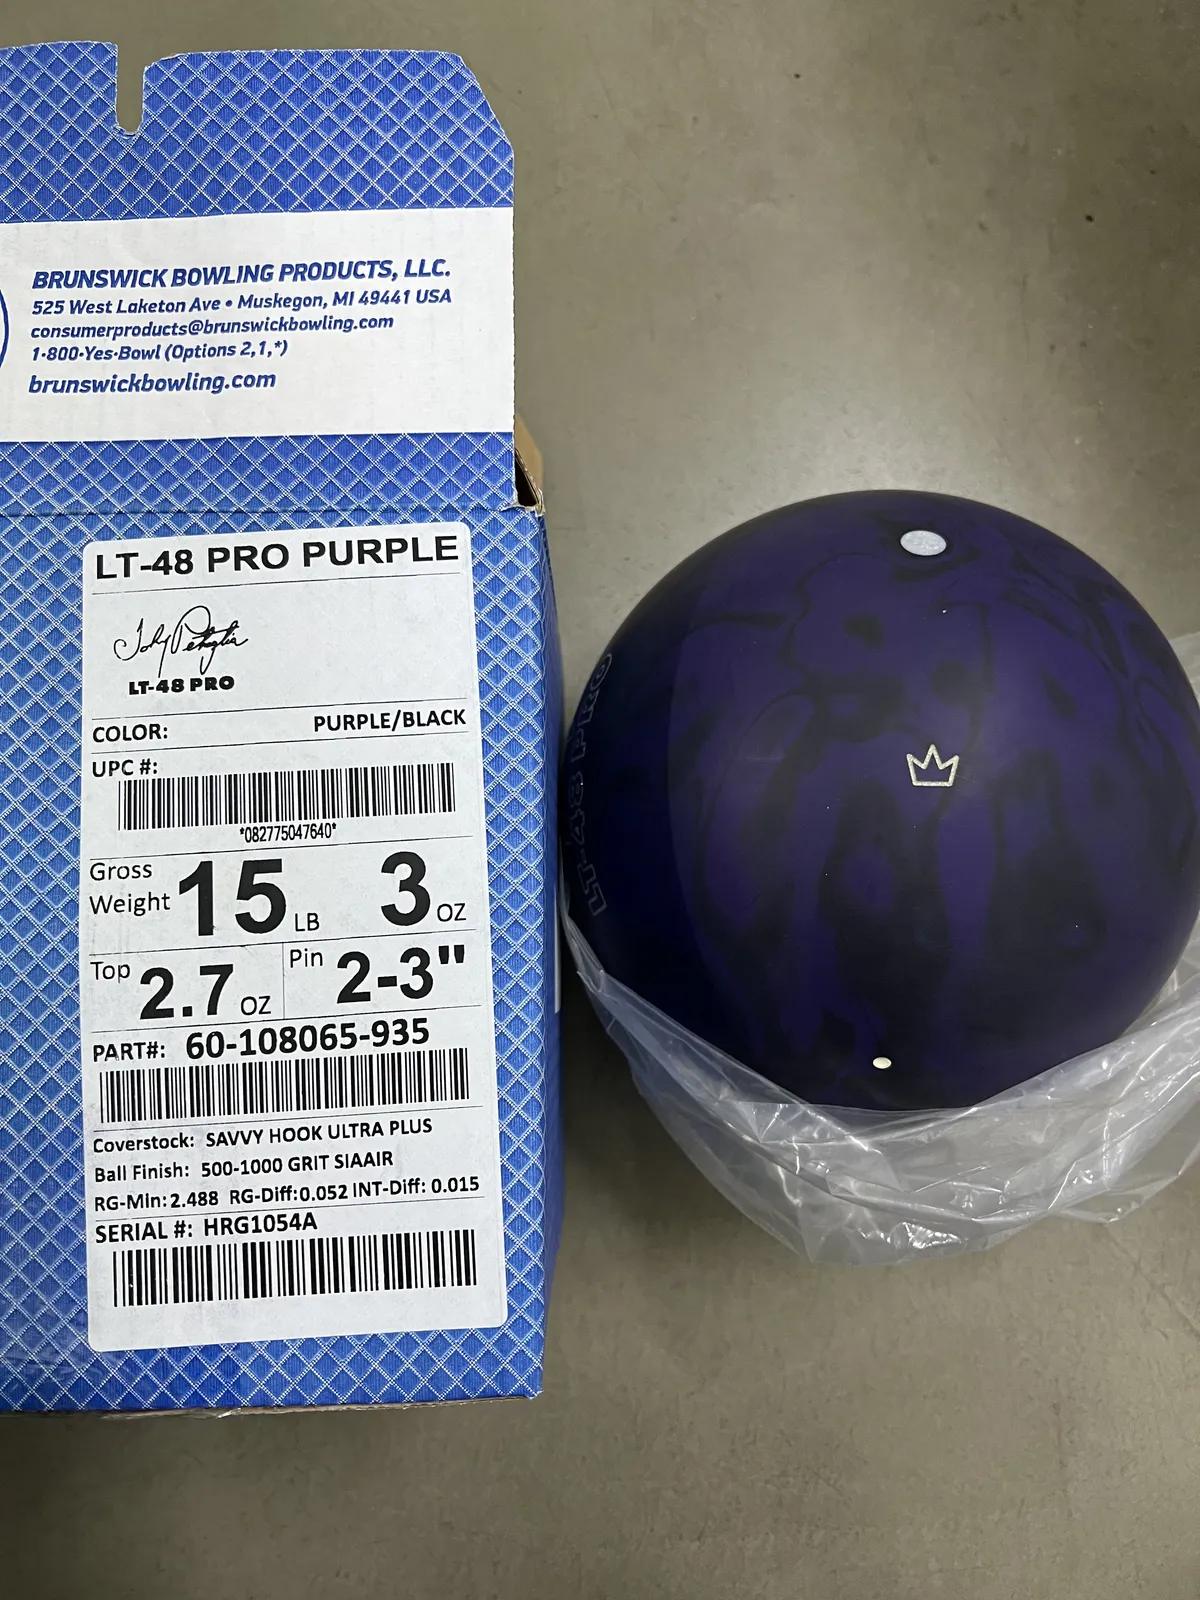 BRUNSWICK BOWLING PRODUCTS, LLC.
525 West Laketon Ave • Muskegon, MI 49441 USA
consumerproducts@brunswickbowling.com
1-800-Yes-Bowl (Options 2,1,*)
brunswickbowling.com
LT-48 PRO PURPLE
Johnny Petraglia
LT-48 PRO
COLOR: PURPLE/BLACK
UPC #:
*082775047640*
Gross Weight 15 LB 3 OZ
Top 2.7 OZ Pin 2-3"
PART#: 60-108065-935
Coverstock: SAVVY HOOK ULTRA PLUS
Ball Finish: 500-1000 GRIT SIAAIR
RG-Min: 2.488 RG-Diff: 0.052 INT-Diff: 0.015
SERIAL #: HRG1054A
LT-48 PRO